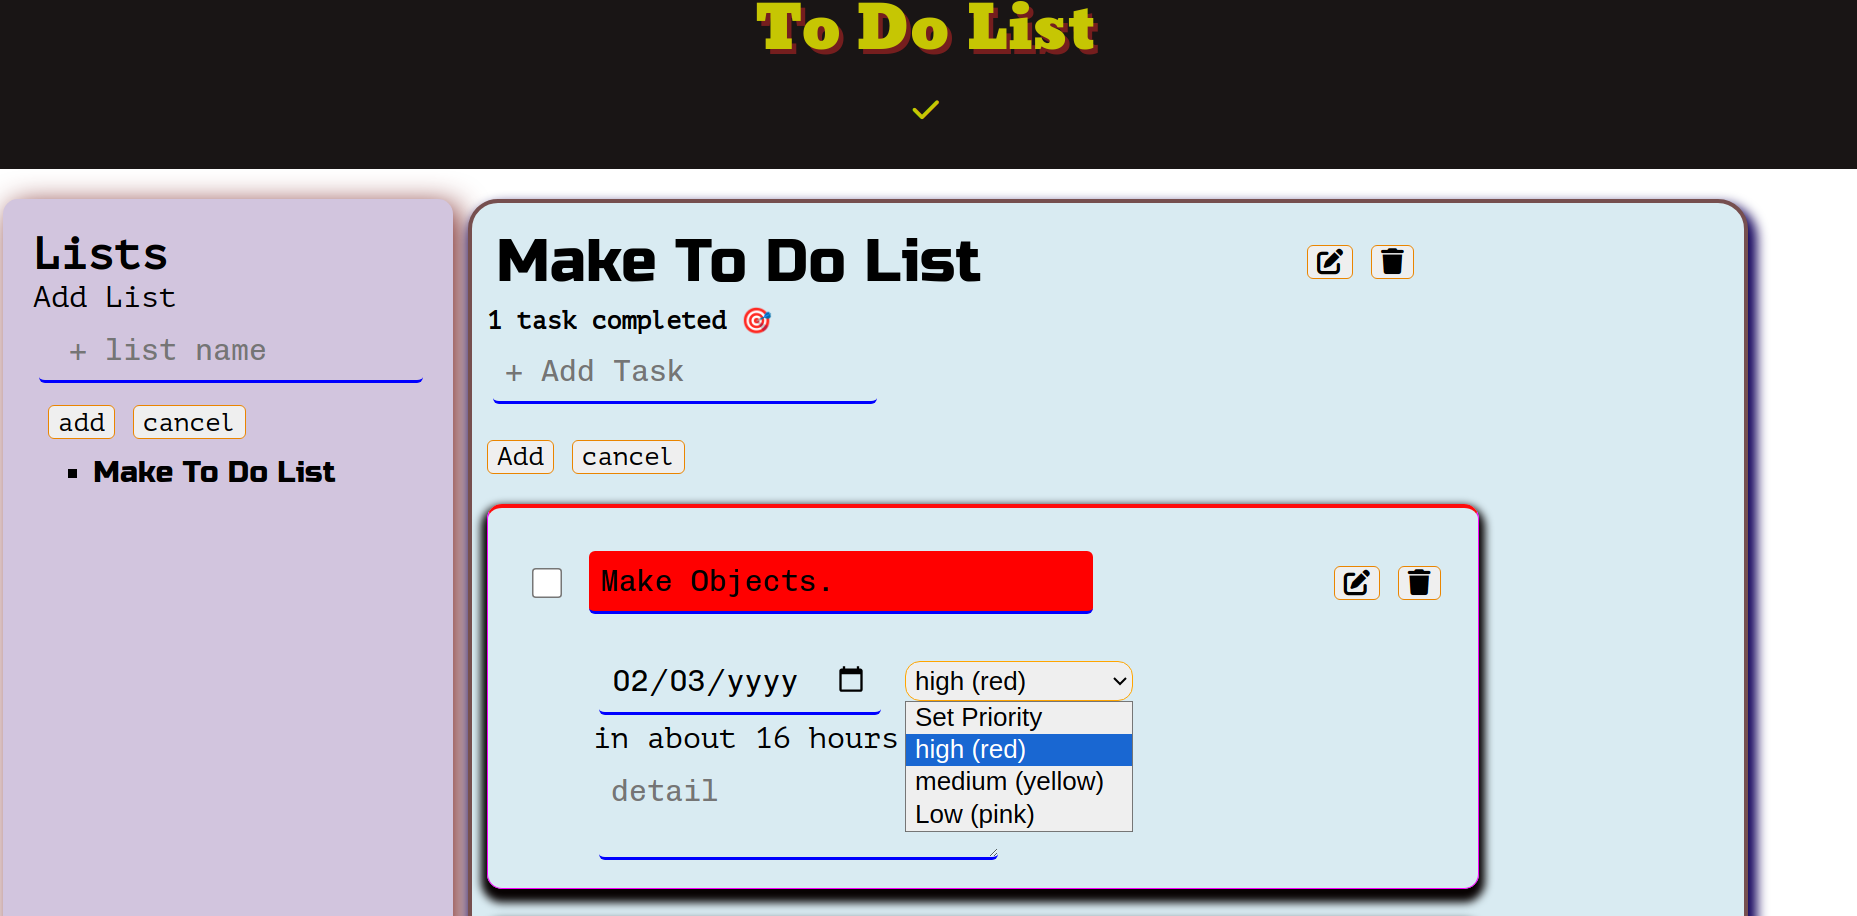 To Do List
Lists
Add List
+ list name
add cancel
Make To Do List
Make To Do List
1 task completed 🎯
+ Add Task
Add cancel
Make Objects.
02/03/yyyy high (red)
Set Priority
high (red)
medium (yellow)
Low (pink)
in about 16 hours
detail